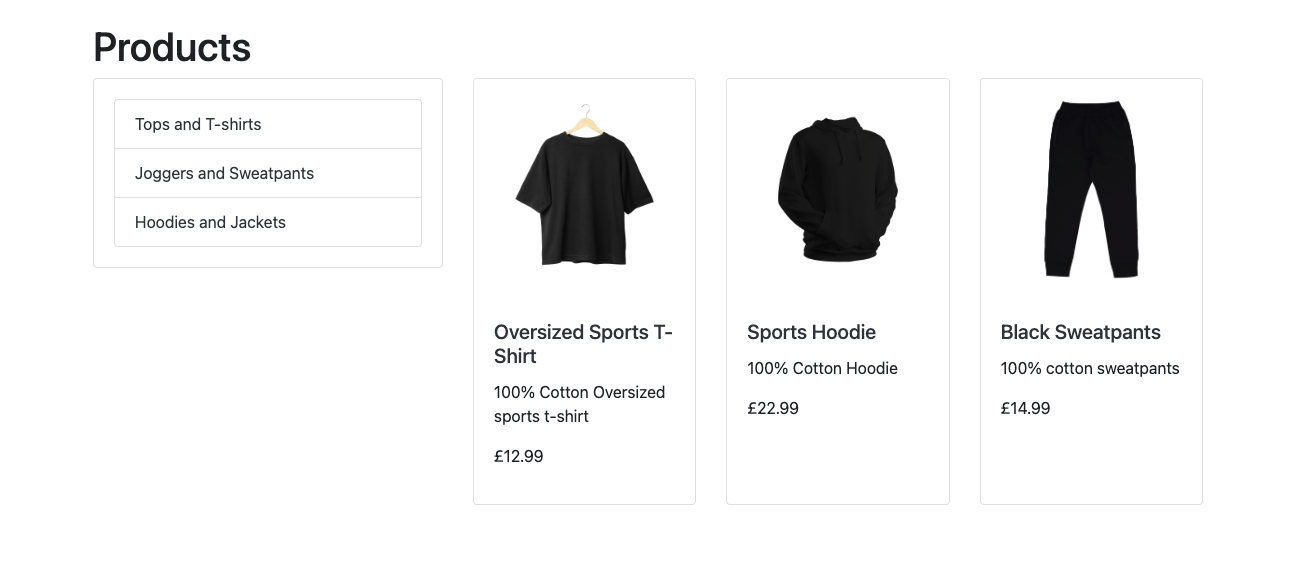 Products
Tops and T-shirts
Joggers and Sweatpants
Hoodies and Jackets
Oversized Sports T-
Shirt
100% Cotton Oversized
sports t-shirt
£12.99
Sports Hoodie
100% Cotton Hoodie
£22.99
Black Sweatpants
100% cotton sweatpants
£14.99